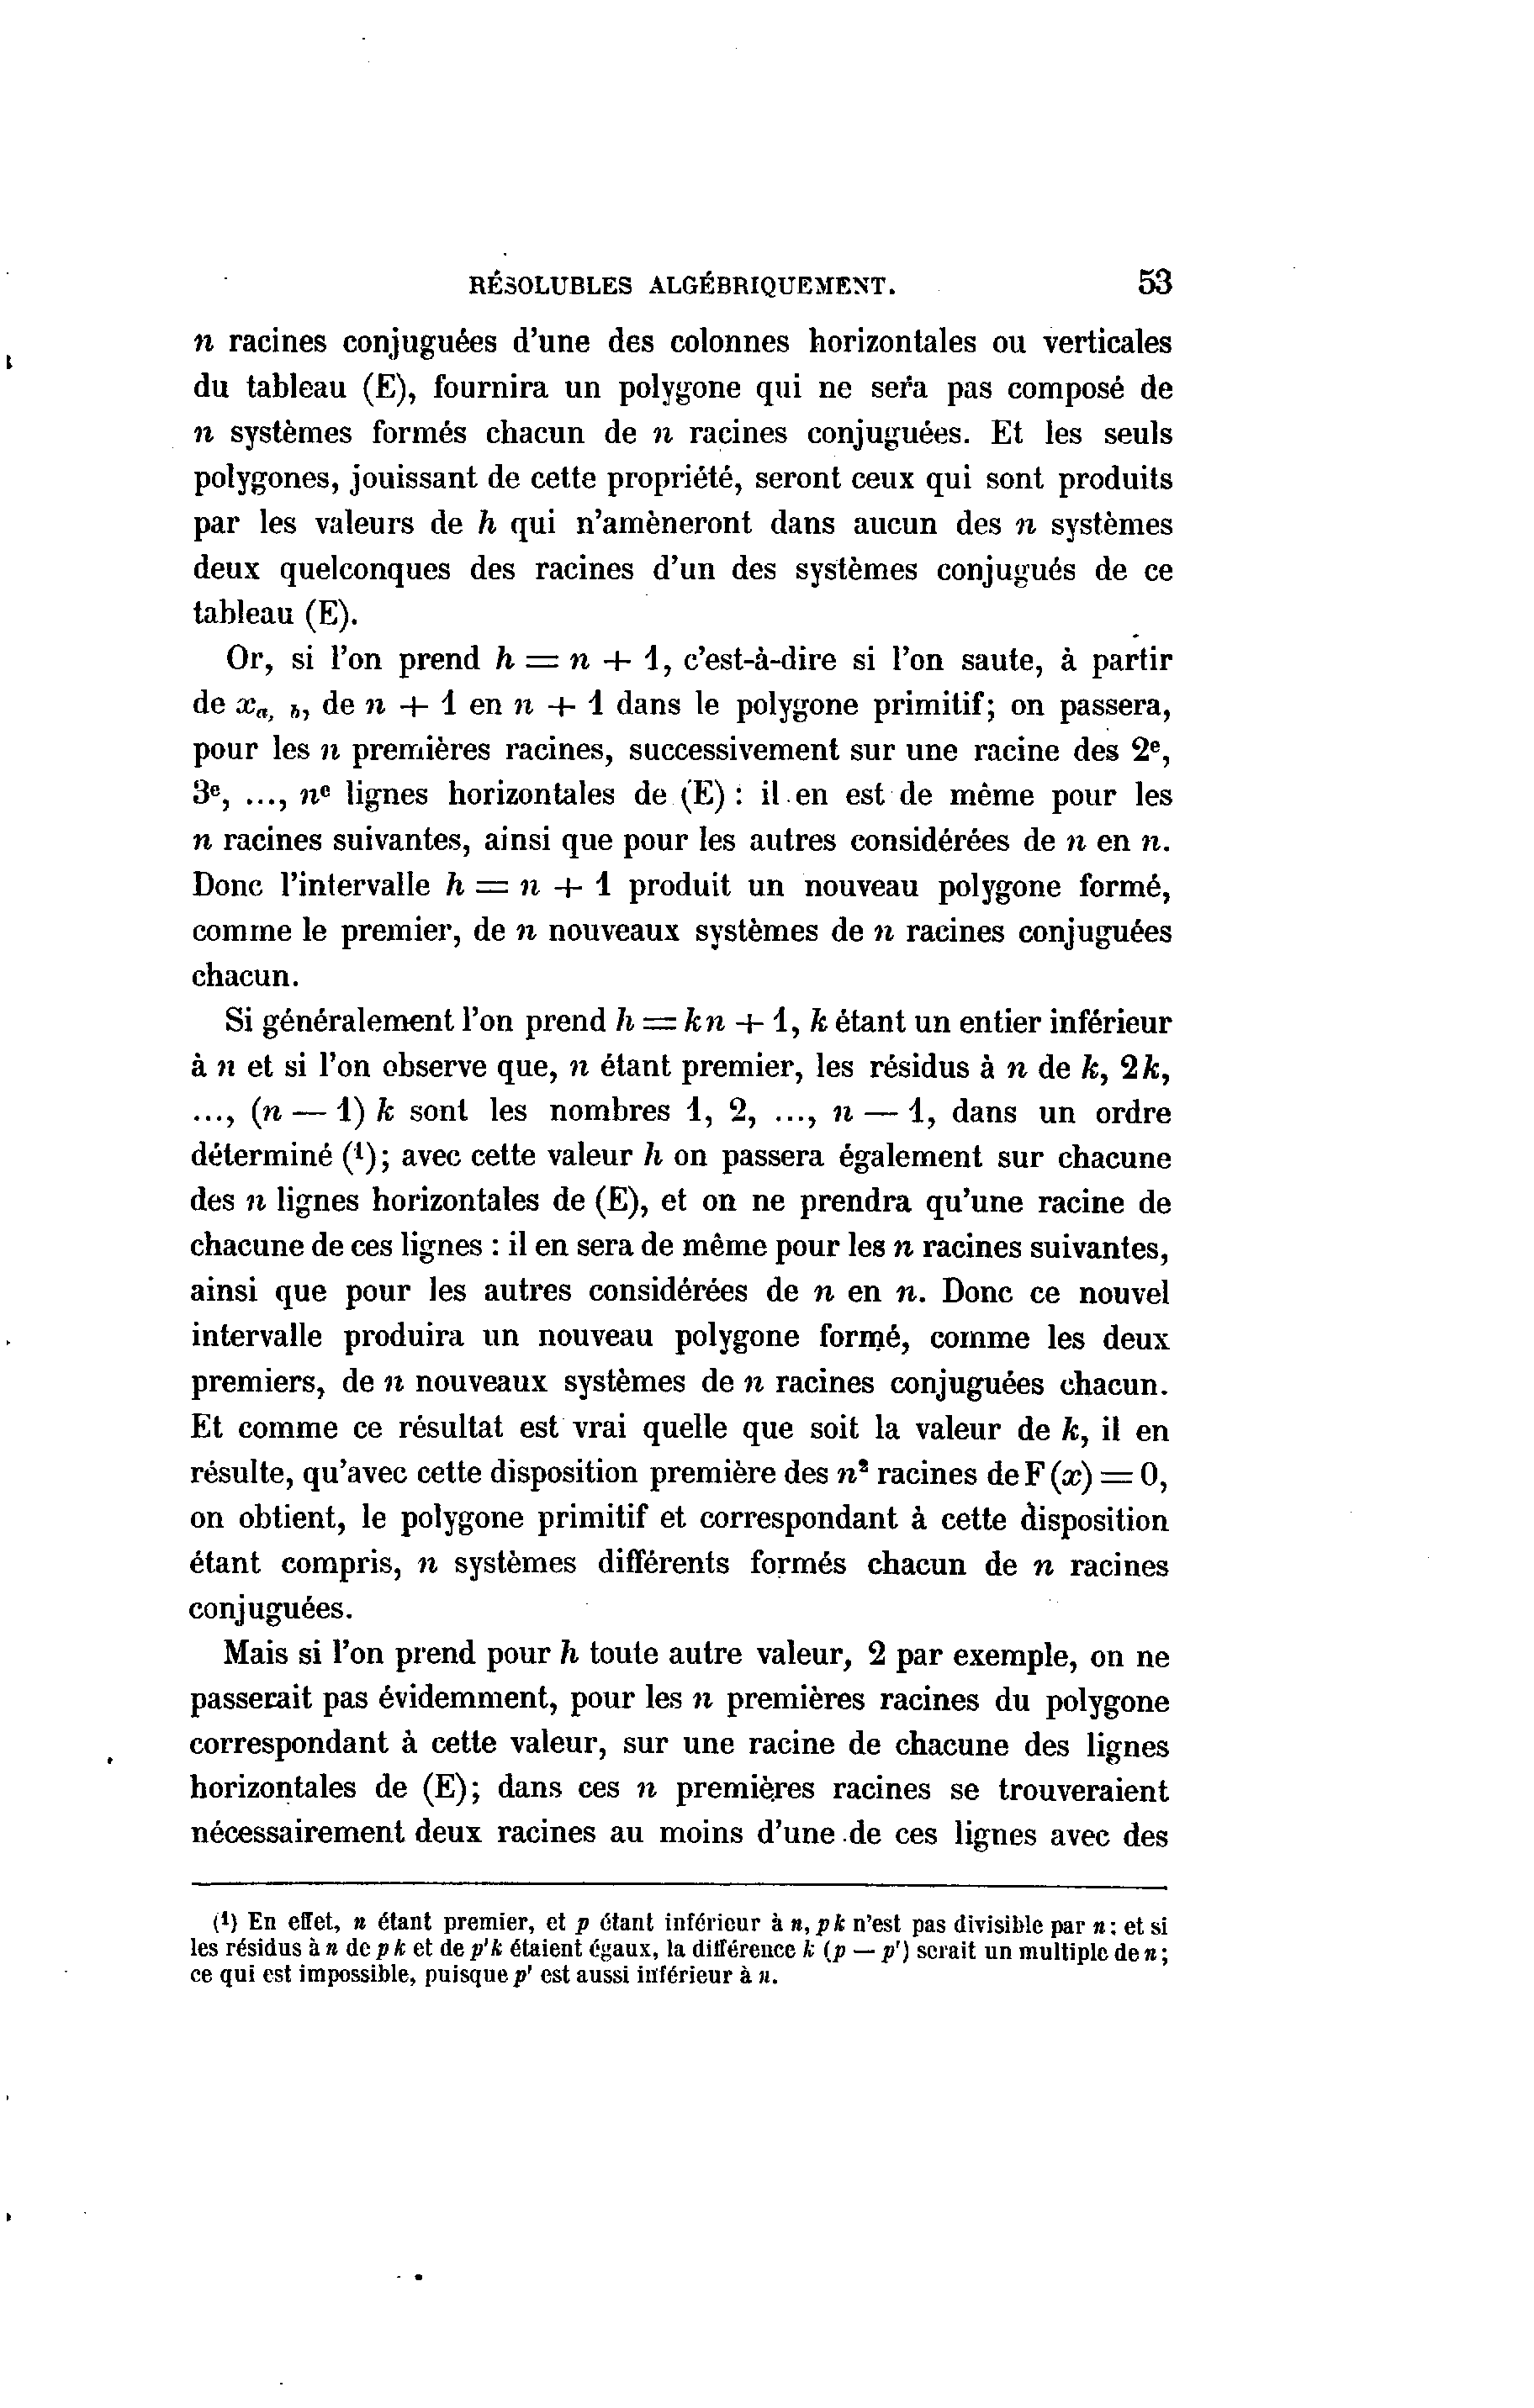 RÉSOLUBLES ALGÉBRIQUEMENT. 53
n racines conjuguées d'une des colonnes horizontales ou verticales
du tableau (E), fournira un polygone qui ne sera pas composé de
n systèmes formés chacun de n racines conjuguées. Et les seuls
polygones, jouissant de cette propriété, seront ceux qui sont produits
par les valeurs de h qui n'amèneront dans aucun des n systèmes
deux quelconques des racines d'un des systèmes conjugués de ce
tableau (E).
Or, si l'on prend h = n + 1, c'est-à-dire si l'on saute, à partir
de xₐ, ₕ, de n + 1 en n + 1 dans le polygone primitif; on passera,
pour les n premières racines, successivement sur une racine des 2ᵉ,
3ᵉ, ..., nᵉ lignes horizontales de (E) : il en est de même pour les
n racines suivantes, ainsi que pour les autres considérées de n en n.
Donc l'intervalle h = n + 1 produit un nouveau polygone formé,
comme le premier, de n nouveaux systèmes de n racines conjuguées
chacun.
Si généralement l'on prend h = kn + 1, k étant un entier inférieur
à n et si l'on observe que, n étant premier, les résidus à n de k, 2k,
..., (n — 1) k sont les nombres 1, 2, ..., n — 1, dans un ordre
déterminé (¹); avec cette valeur h on passera également sur chacune
des n lignes horizontales de (E), et on ne prendra qu'une racine de
chacune de ces lignes : il en sera de même pour les n racines suivantes,
ainsi que pour les autres considérées de n en n. Donc ce nouvel
intervalle produira un nouveau polygone formé, comme les deux
premiers, de n nouveaux systèmes de n racines conjuguées chacun.
Et comme ce résultat est vrai quelle que soit la valeur de k, il en
résulte, qu'avec cette disposition première des n² racines de F (x) = 0,
on obtient, le polygone primitif et correspondant à cette disposition
étant compris, n systèmes différents formés chacun de n racines
conjuguées.
Mais si l'on prend pour h toute autre valeur, 2 par exemple, on ne
passerait pas évidemment, pour les n premières racines du polygone
correspondant à cette valeur, sur une racine de chacune des lignes
horizontales de (E); dans ces n premières racines se trouveraient
nécessairement deux racines au moins d'une de ces lignes avec des
(¹) En effet, n étant premier, et p étant inférieur à n, pk n'est pas divisible par n; et si
les résidus à n de pk et de p'k étaient égaux, la différence k (p — p') serait un multiple de n;
ce qui est impossible, puisque p' est aussi inférieur à n.